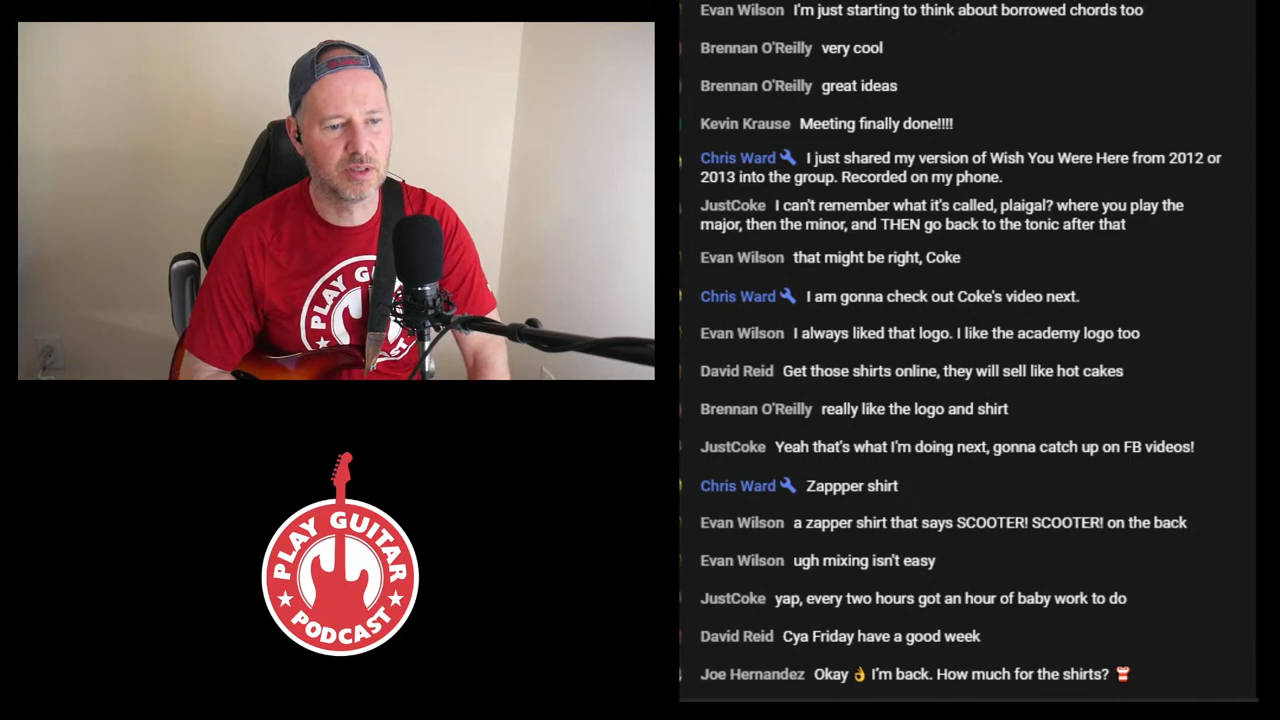 Evan Wilson I'm just starting to think about borrowed chords too
Brennan O'Reilly very cool
Brennan O'Reilly great ideas
Kevin Krause Meeting finally done!!!!
Chris Ward I just shared my version of Wish You Were Here from 2012 or
2013 into the group. Recorded on my phone.
JustCoke I can't remember what it's called, plaigal? where you play the
major, then the minor, and THEN go back to the tonic after that
Evan Wilson that might be right, Coke
Chris Ward I am gonna check out Coke's video next.
Evan Wilson I always liked that logo. I like the academy logo too
David Reid Get those shirts online, they will sell like hot cakes
Brennan O'Reilly really like the logo and shirt
JustCoke Yeah that's what I'm doing next, gonna catch up on FB videos!
Chris Ward Zappper shirt
Evan Wilson a zapper shirt that says SCOOTER! SCOOTER! on the back
Evan Wilson ugh mixing isn't easy
JustCoke yap, every two hours got an hour of baby work to do
David Reid Cya Friday have a good week
Joe Hernandez Okay 👌 I'm back. How much for the shirts?
PLAY GUITAR
PODCAST
PLAY